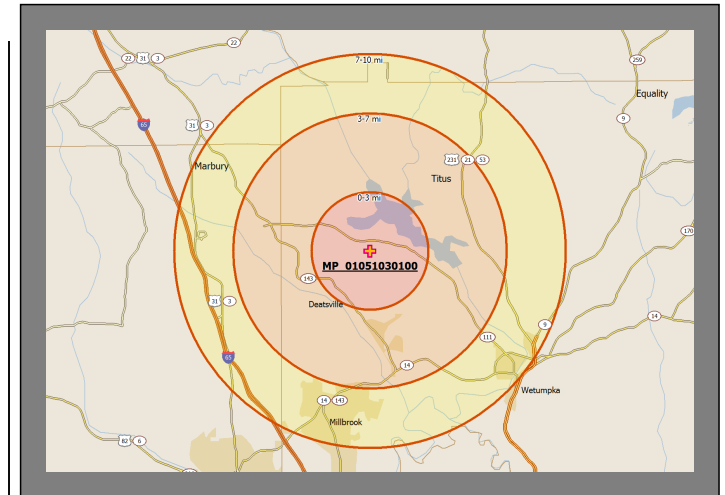 22
22 31 3
7-10 mi
259
Equality
9
65
31 3
3-7 mi
231 21 53
Marbury
Titus
0-3 mi
170
MP 01051030100
143
Deatsville
31 3
14
9
111
65
14
Wetumpka
14 143
Millbrook
82 6